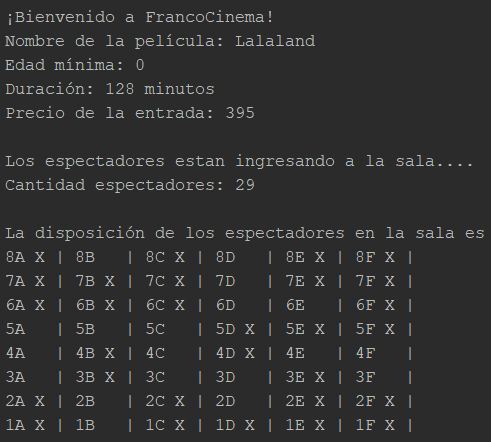 ¡Bienvenido a FrancoCinema!
Nombre de la película: Lalaland
Edad mínima: 0
Duración: 128 minutos
Precio de la entrada: 395
Los espectadores estan ingresando a la sala....
Cantidad espectadores: 29
La disposición de los espectadores en la sala es
8A X | 8B   | 8C X | 8D   | 8E X | 8F X |
7A X | 7B X | 7C X | 7D   | 7E X | 7F X |
6A X | 6B X | 6C X | 6D   | 6E   | 6F X |
5A   | 5B   | 5C   | 5D X | 5E X | 5F X |
4A   | 4B X | 4C   | 4D X | 4E   | 4F   |
3A   | 3B X | 3C   | 3D   | 3E X | 3F   |
2A X | 2B   | 2C X | 2D   | 2E X | 2F X |
1A X | 1B   | 1C X | 1D X | 1E X | 1F X |